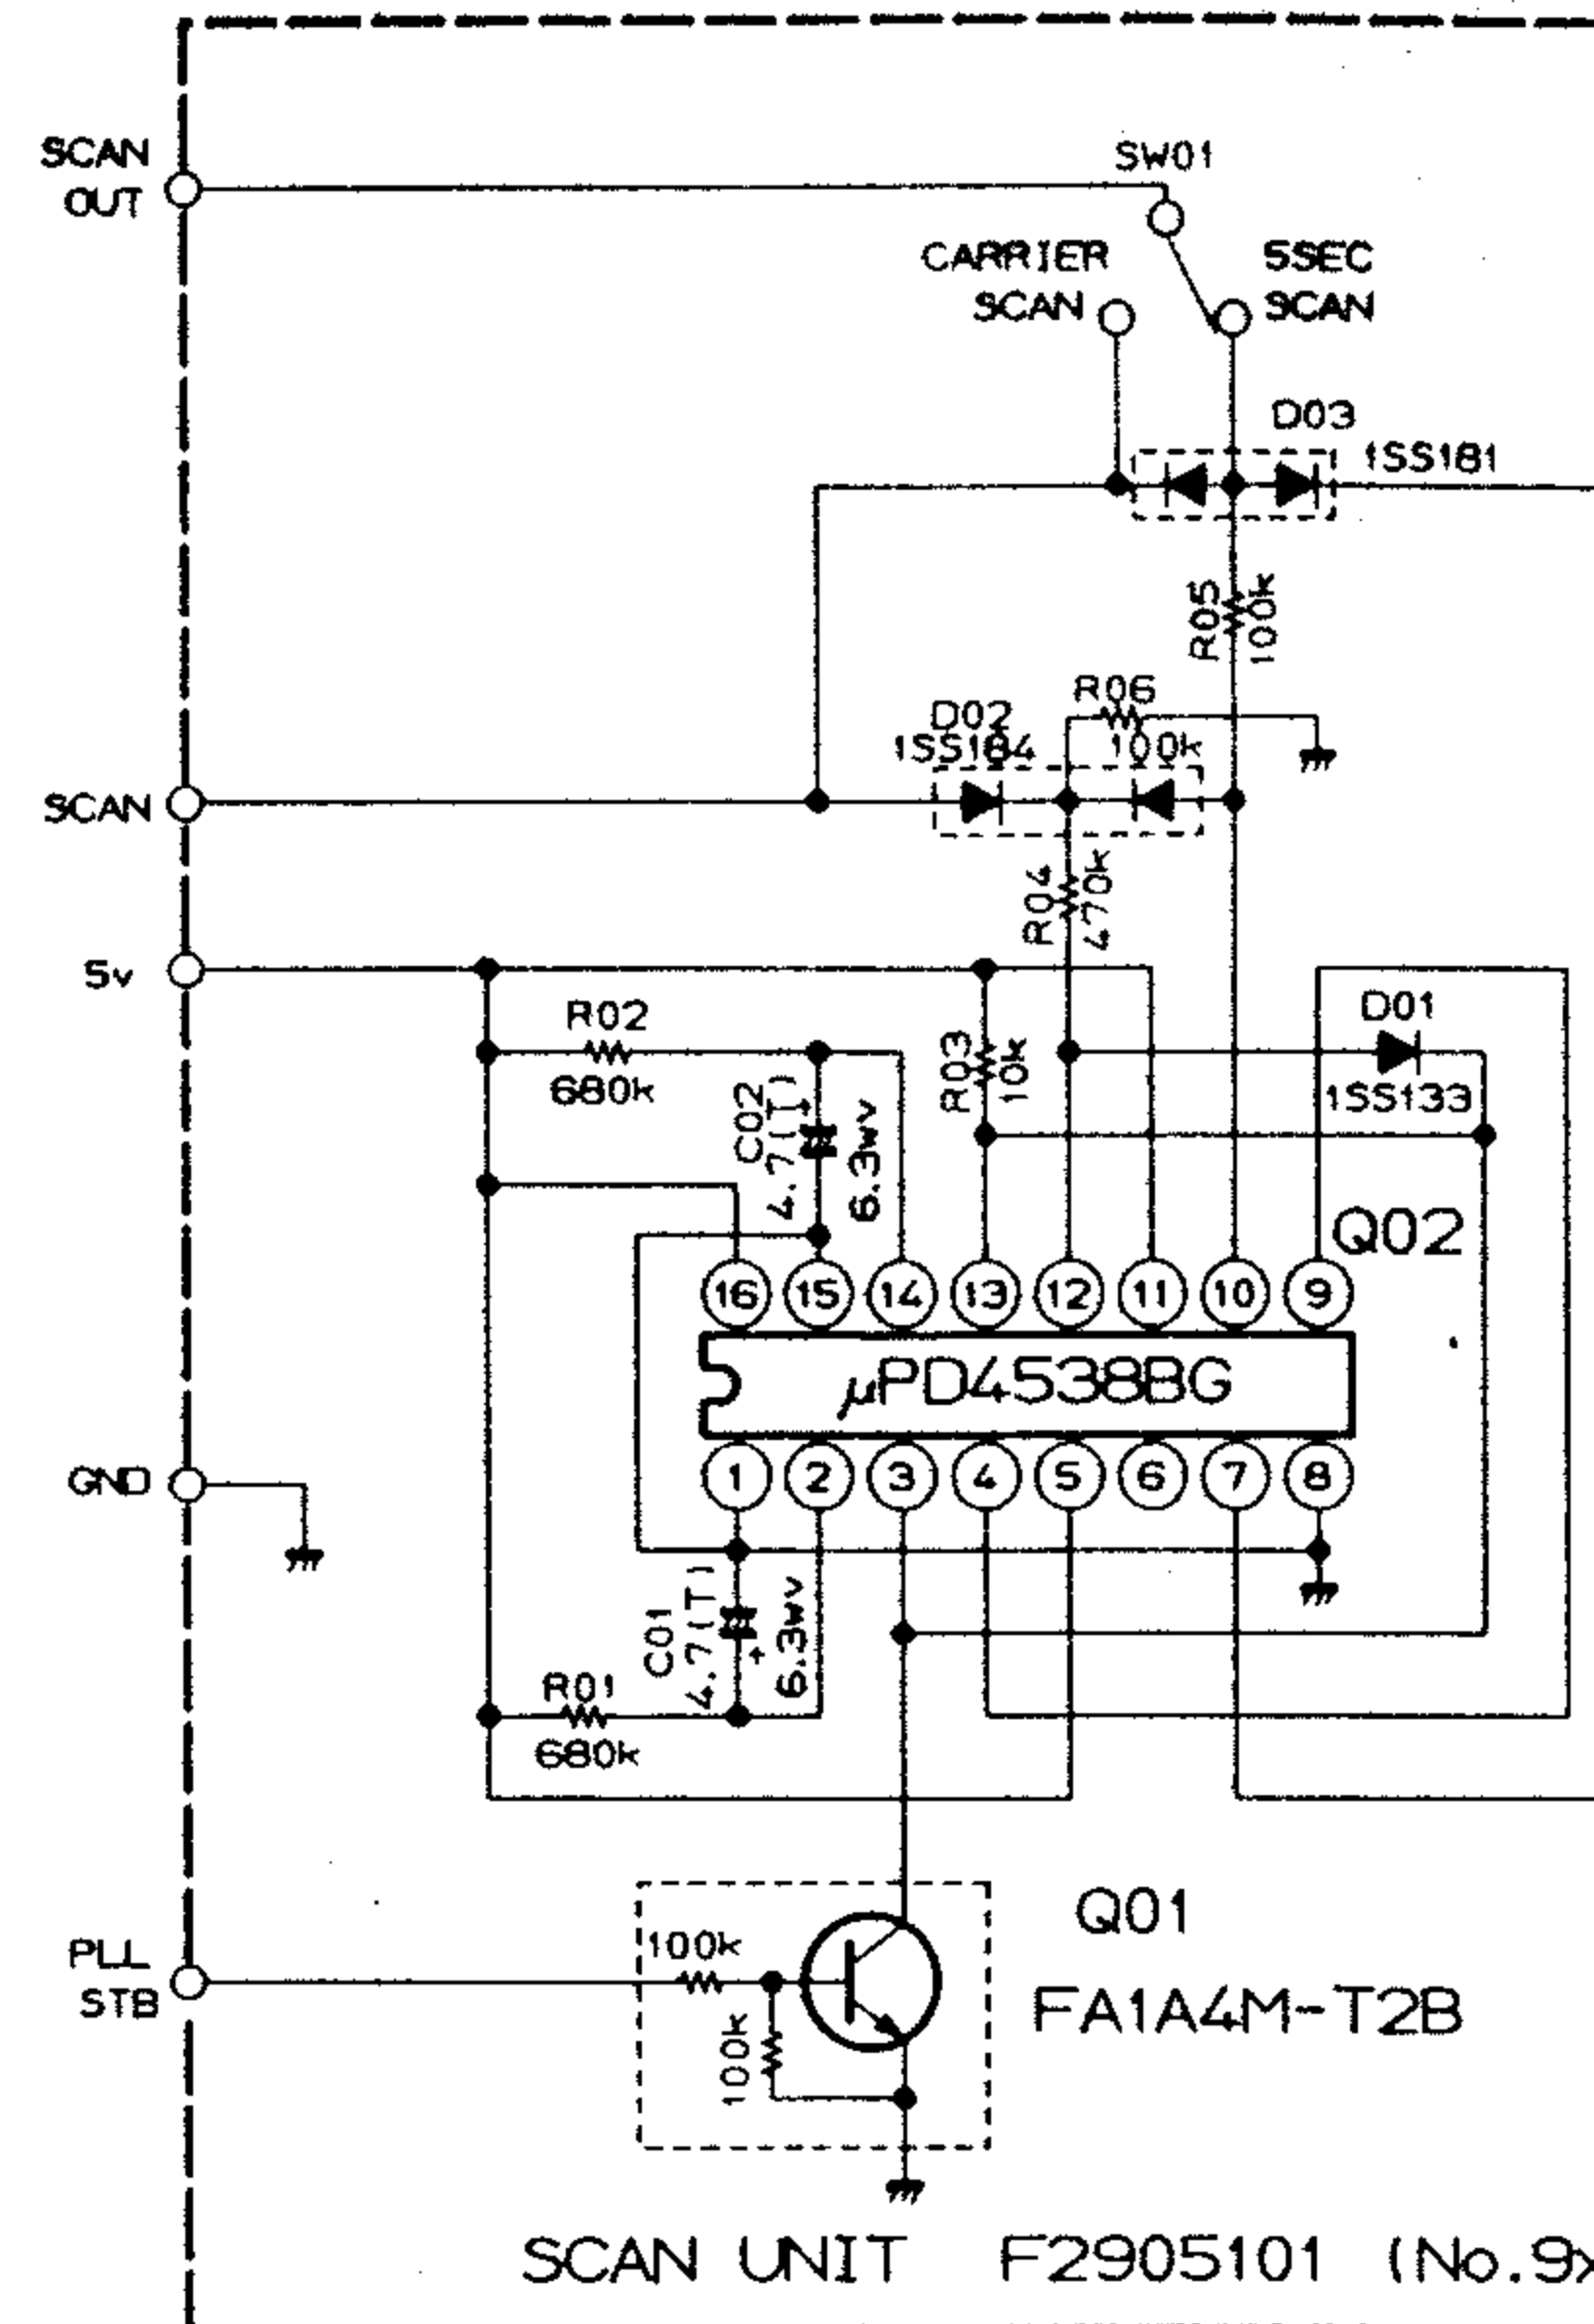 SCAN
OUT
SW01
CARRIER
SCAN
5SEC
SCAN
D03
1SS181
R05
100k
R06
100k
D02
1SS184
SCAN
R04
470k
5v
R02
680k
C02
4.7(T)
6.3wv
R03
10k
D01
1SS133
Q02
16 15 14 13 12 11 10 9
μPD4538BG
1 2 3 4 5 6 7 8
GND
C01
4.7(T)
+
6.3wv
R01
680k
PLL
STB
100k
100k
Q01
FA1A4M-T2B
SCAN UNIT F2905101 (No.9x